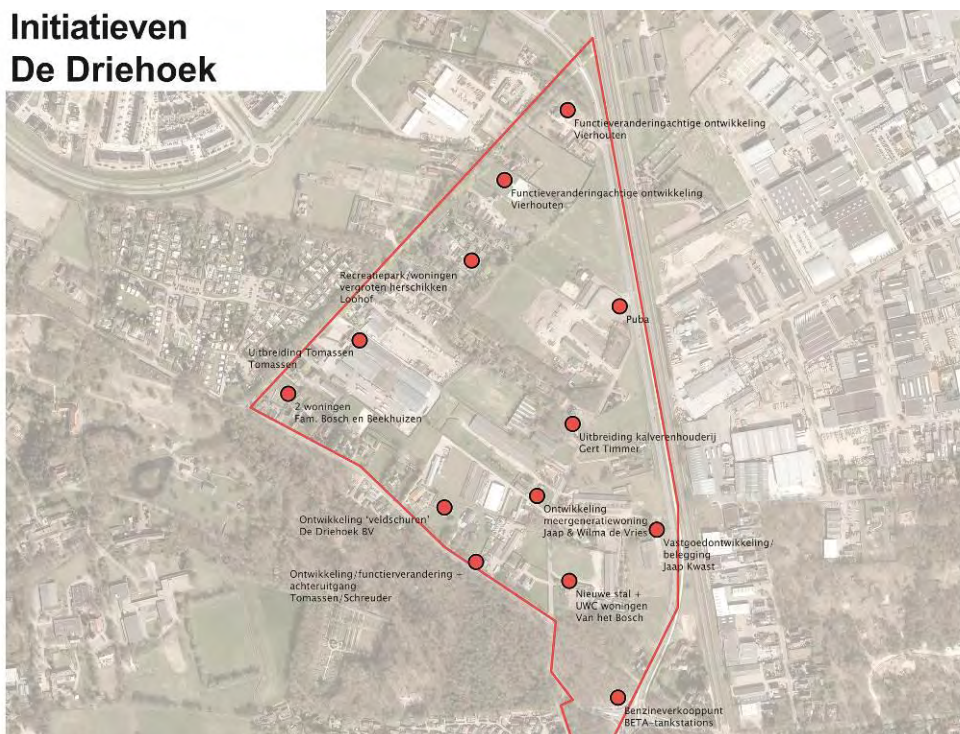 Initiatieven
De Driehoek
Functieveranderingachtige ontwikkeling
Vierhouten
Functieveranderingachtige ontwikkeling
Vierhouten
Recreatiepark/woningen
vergroten herschikken
Loohof
Puba
Uitbreiding Tomassen
Tomassen
2 woningen
Fam. Bosch en Beekhuizen
Uitbreiding kalverenhouderij
Gert Timmer
Ontwikkeling 'veldschuren'
De Driehoek BV
Ontwikkeling
meergeneratiewoning
Jaap & Wilma de Vries
Vastgoedontwikkeling/
belegging
Jaap Kwast
Ontwikkeling/functierverandering -
achteruitgang
Tomassen/Schreuder
Nieuwe stal +
UWC woningen
Van het Bosch
Benzineverkooppunt
BETA-tankstations